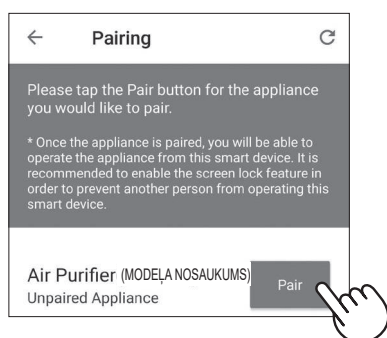 Pairing
Please tap the Pair button for the appliance
you would like to pair.
* Once the appliance is paired, you will be able to
operate the appliance from this smart device. It is
recommended to enable the screen lock feature in
order to prevent another person from operating this
smart device.
Air Purifier (MODEĻA NOSAUKUMS)
Pair
Unpaired Appliance